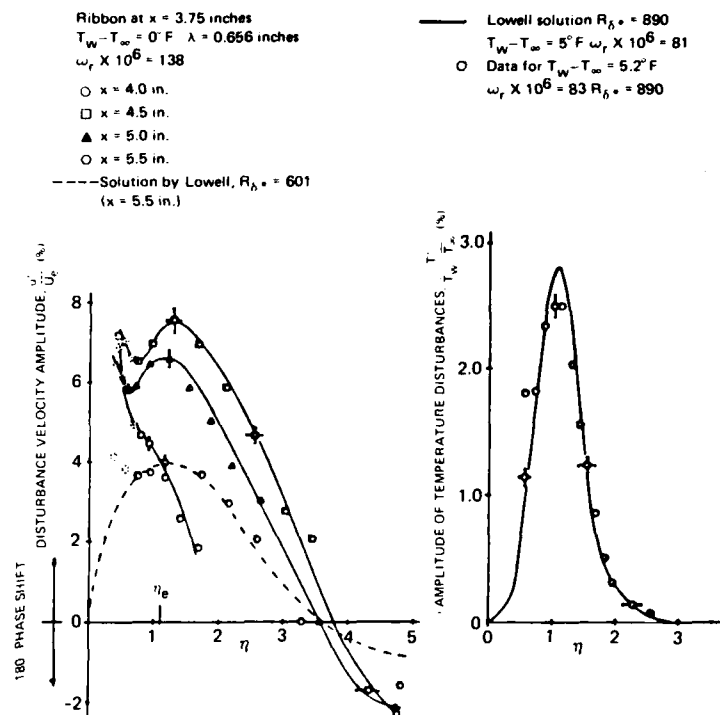 Ribbon at x = 3.75 inches
T_w−T_∞ = 0°F λ = 0.656 inches
ω_r X 10^6 = 138
○ x = 4.0 in.
□ x = 4.5 in.
▲ x = 5.0 in.
○ x = 5.5 in.
----Solution by Lowell, R_δ* = 601
(x = 5.5 in.)
Lowell solution R_δ* = 890
T_w−T_∞ = 5°F ω_r X 10^6 = 81
○ Data for T_w−T_∞ = 5.2°F
ω_r X 10^6 = 83 R_δ* = 890
180 PHASE SHIFT
DISTURBANCE VELOCITY AMPLITUDE, (%)
8
6
4
2
0
-2
η_e
0
1
2
η
3
4
5
AMPLITUDE OF TEMPERATURE DISTURBANCES, (%)
3.0
2.0
1.0
0
1
η
2
3